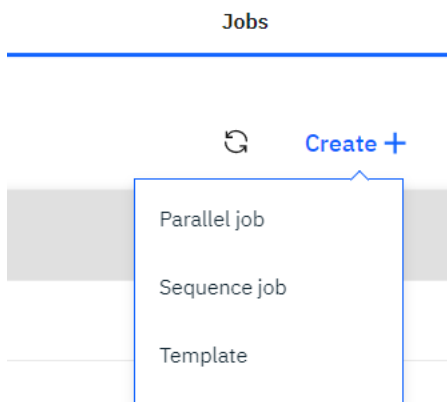 Jobs
Create +
Parallel job
Sequence job
Template